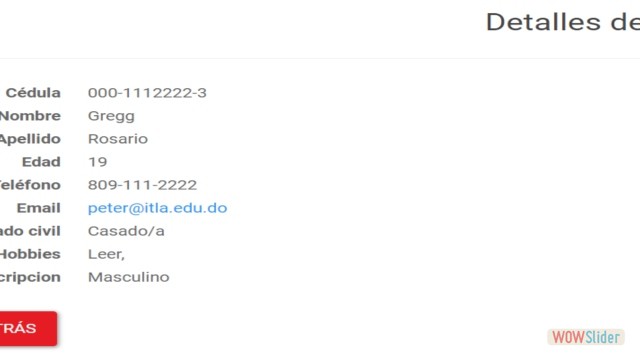 Detalles de
Cédula 000-1112222-3
Nombre Gregg
Apellido Rosario
Edad 19
eléfono 809-111-2222
Email peter@itla.edu.do
ado civil Casado/a
Hobbies Leer,
cripcion Masculino
TRÁS
WOWSlider